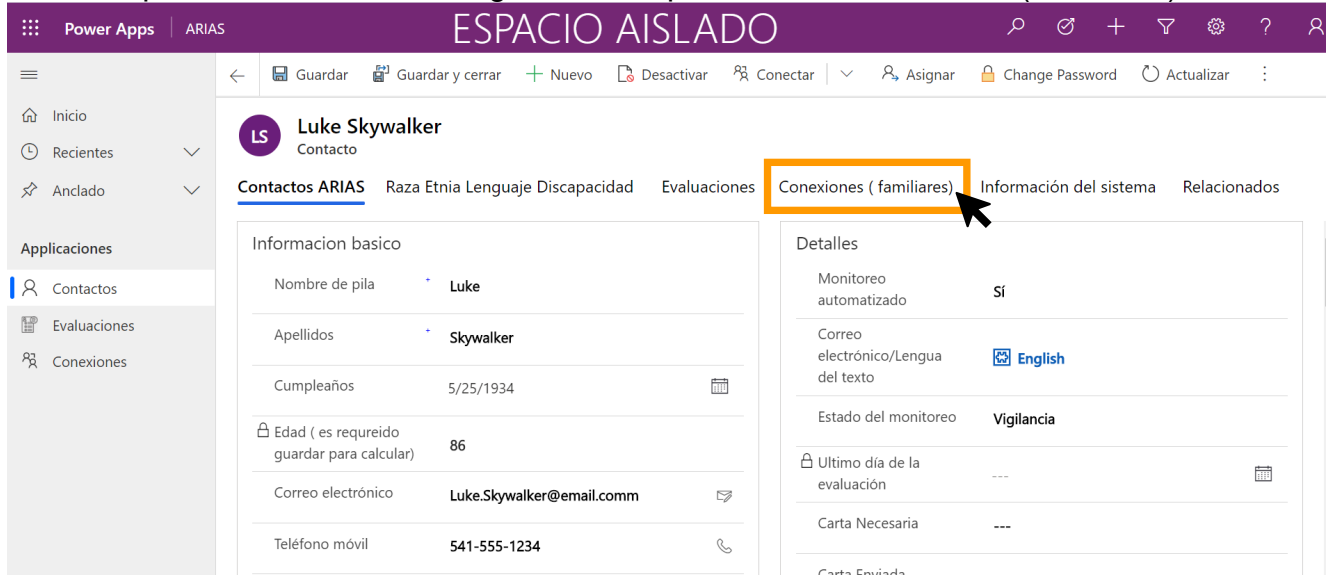 Power Apps ARIAS ESPACIO AISLADO
Guardar Guardar y cerrar Nuevo Desactivar Conectar Asignar Change Password Actualizar
Inicio
Recientes
Anclado
Applicaciones
Contactos
Evaluaciones
Conexiones
LS
Luke Skywalker
Contacto
Contactos ARIAS Raza Etnia Lenguaje Discapacidad Evaluaciones Conexiones ( familiares) Información del sistema Relacionados
Informacion basico
Nombre de pila + Luke
Apellidos + Skywalker
Cumpleaños 5/25/1934
Edad ( es requreido
guardar para calcular) 86
Correo electrónico Luke.Skywalker@email.comm
Teléfono móvil 541-555-1234
Detalles
Monitoreo
automatizado Sí
Correo
electrónico/Lengua English
del texto
Estado del monitoreo Vigilancia
Ultimo día de la
evaluación ---
Carta Necesaria ---
Carta Enviada